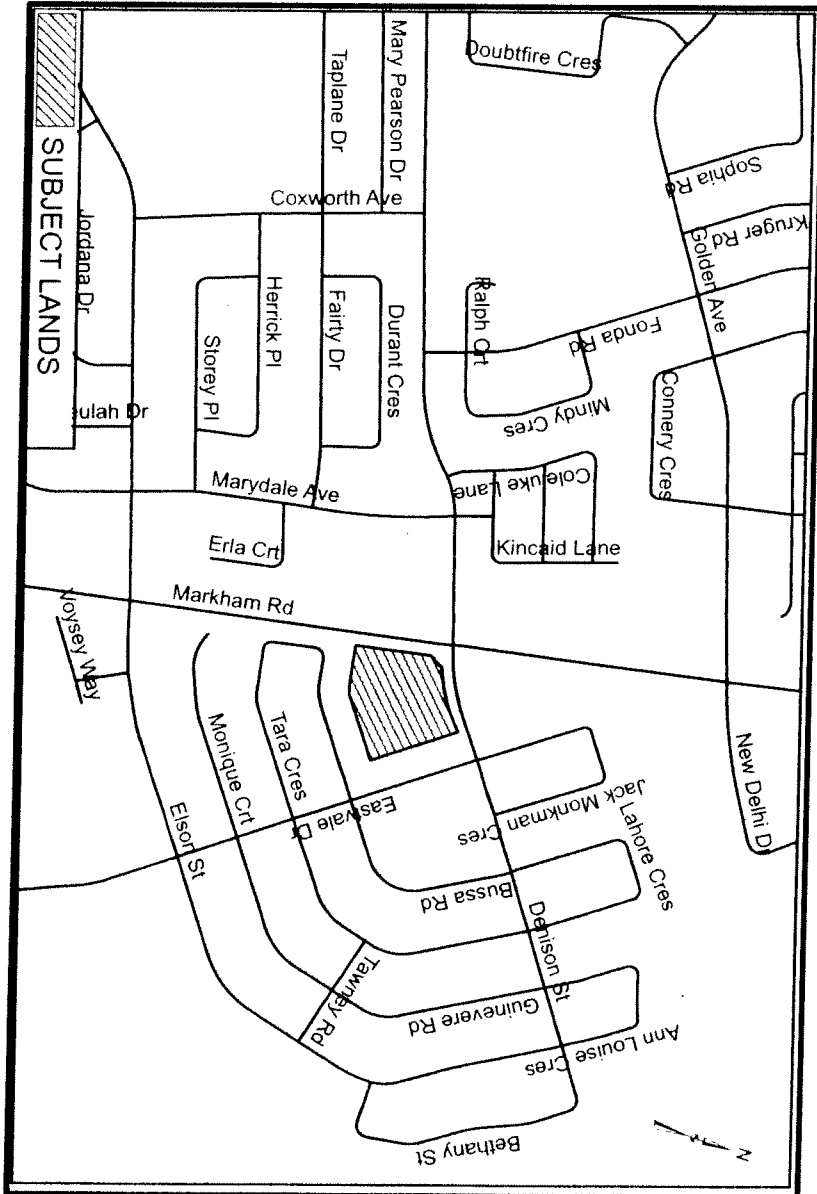 Doubtfire Cres
Mary Pearson Dr
Taplane Dr
Sophia Rd
Kruger Rd
Coxworth Ave
SUBJECT LANDS
Jordana Dr
Golden Ave
Ralph Crt
Herrick Pl
Fairty Dr
Durant Cres
Storey Pl
Fonda Rd
Connery Cres
Mindy Cres
eulah Dr
Marydale Ave
Coleluke Lane
Erla Crt
Kincaid Lane
Markham Rd
Voysey Way
Monique Crt
Tara Cres
New Delhi Dr
Elson St
Eastvale Dr
Jack Monkman Cres
Lahore Cres
Bussa Rd
Denison St
Tawney Rd
Guinevere Rd
Ann Louise Cres
Bethany St
N